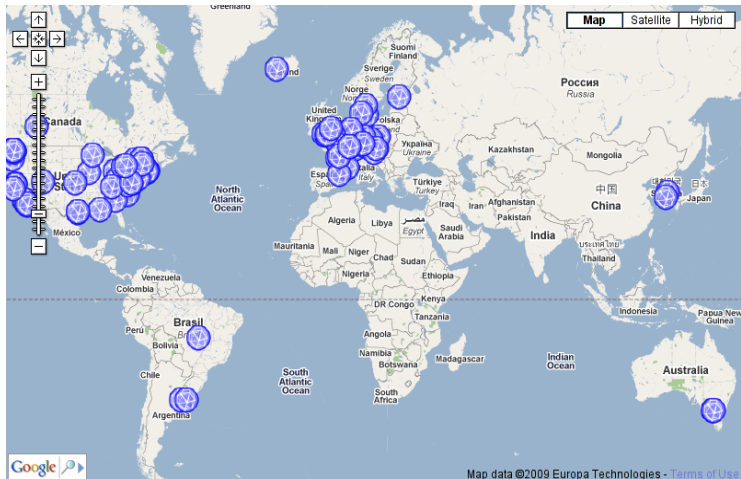 Greenland
Map
Satellite
Hybrid
Suomi
Finland
Sverige
Sweden
Norge
Россия
Russia
Canada
United
Polska
Україна
Ukraine
Kazakhstan
Mongolia
Italy
España
Türkiye
Turkey
中国
China
日本
Japan
North
Atlantic
Ocean
México
Algeria
Libya
مصر
Egypt
Iraq
Iran
Afghanistan
Pakistan
Saudi
Arabia
India
ประเทศไทย
Thailand
Mauritania
Mali
Niger
Chad
Sudan
Nigeria
Ethiopia
Venezuela
Colombia
DR Congo
Kenya
Tanzania
Indonesia
Papua New
Guinea
Brasil
Perú
Bolivia
Angola
Namibia
Botswana
Madagascar
Indian
Ocean
Australia
Chile
South
Atlantic
Ocean
South
Africa
Argentina
Google
Map data ©2009 Europa Technologies - Terms of Use